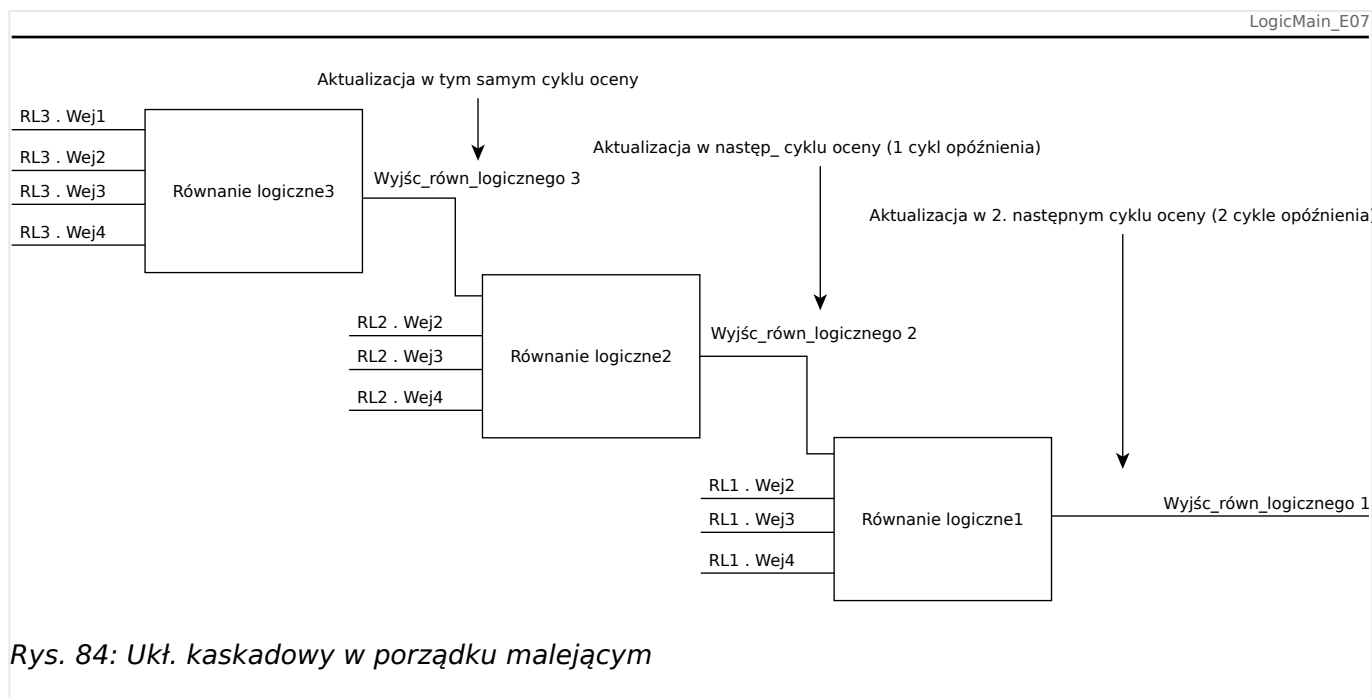 LogicMain_E07
Aktualizacja w tym samym cyklu oceny
RL3 . Wej1
RL3 . Wej2
RL3 . Wej3
RL3 . Wej4
Równanie logiczne3
Wyjśc_równ_logicznego 3
Aktualizacja w następ_ cyklu oceny (1 cykl opóźnienia)
Aktualizacja w 2. następnym cyklu oceny (2 cykle opóźnienia)
RL2 . Wej2
RL2 . Wej3
RL2 . Wej4
Równanie logiczne2
Wyjśc_równ_logicznego 2
RL1 . Wej2
RL1 . Wej3
RL1 . Wej4
Równanie logiczne1
Wyjśc_równ_logicznego 1
Rys. 84: Ukł. kaskadowy w porządku malejącym